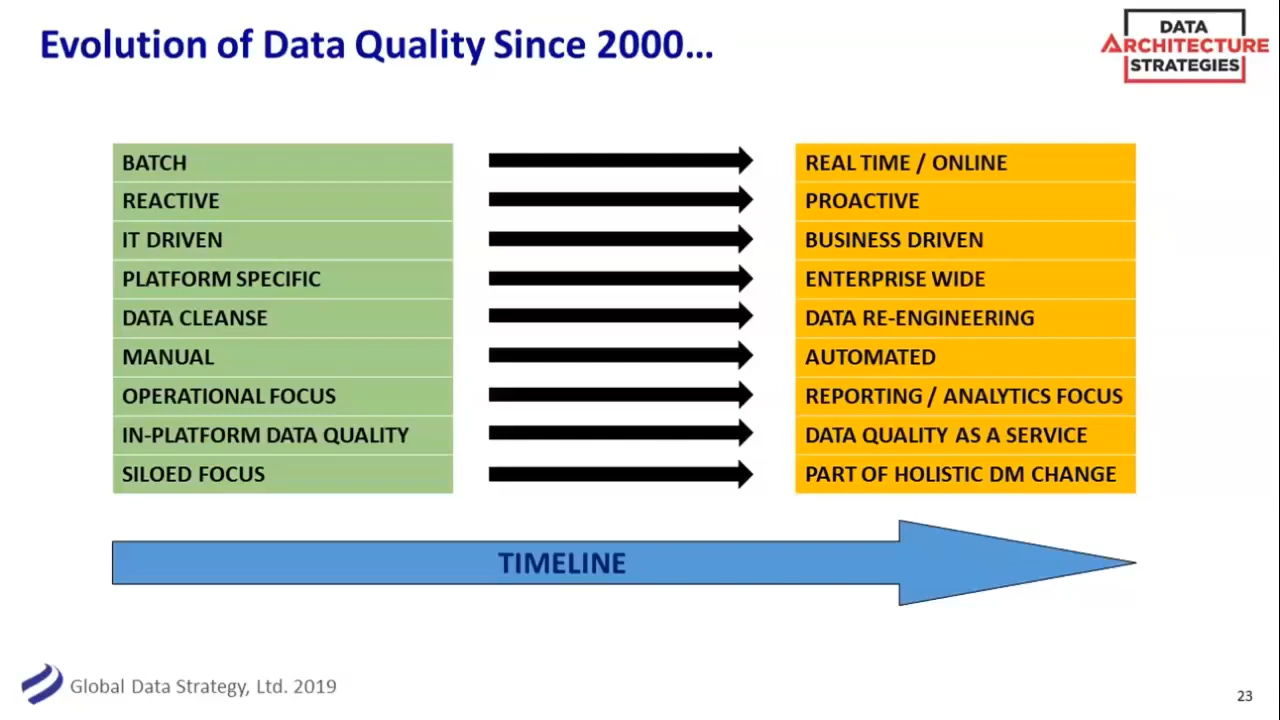 Evolution of Data Quality Since 2000...
DATA
ARCHITECTURE
STRATEGIES
BATCH
REAL TIME / ONLINE
REACTIVE
PROACTIVE
IT DRIVEN
BUSINESS DRIVEN
PLATFORM SPECIFIC
ENTERPRISE WIDE
DATA CLEANSE
DATA RE-ENGINEERING
MANUAL
AUTOMATED
OPERATIONAL FOCUS
REPORTING / ANALYTICS FOCUS
IN-PLATFORM DATA QUALITY
DATA QUALITY AS A SERVICE
SILOED FOCUS
PART OF HOLISTIC DM CHANGE
TIMELINE
Global Data Strategy, Ltd. 2019
23